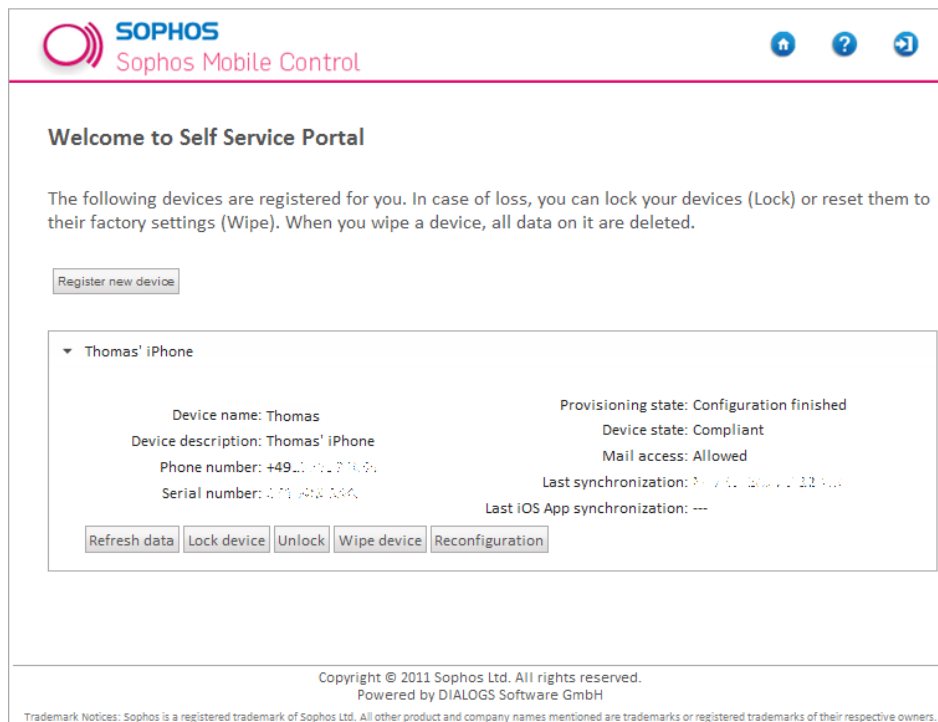 SOPHOS
Sophos Mobile Control
Welcome to Self Service Portal
The following devices are registered for you. In case of loss, you can lock your devices (Lock) or reset them to
their factory settings (Wipe). When you wipe a device, all data on it are deleted.
Register new device
Thomas' iPhone
Device name: Thomas
Device description: Thomas' iPhone
Phone number: +49
Serial number:
Provisioning state: Configuration finished
Device state: Compliant
Mail access: Allowed
Last synchronization:
Last iOS App synchronization: ---
Refresh data Lock device Unlock Wipe device Reconfiguration
Copyright © 2011 Sophos Ltd. All rights reserved.
Powered by DIALOGS Software GmbH
Trademark Notices: Sophos is a registered trademark of Sophos Ltd. All other product and company names mentioned are trademarks or registered trademarks of their respective owners.